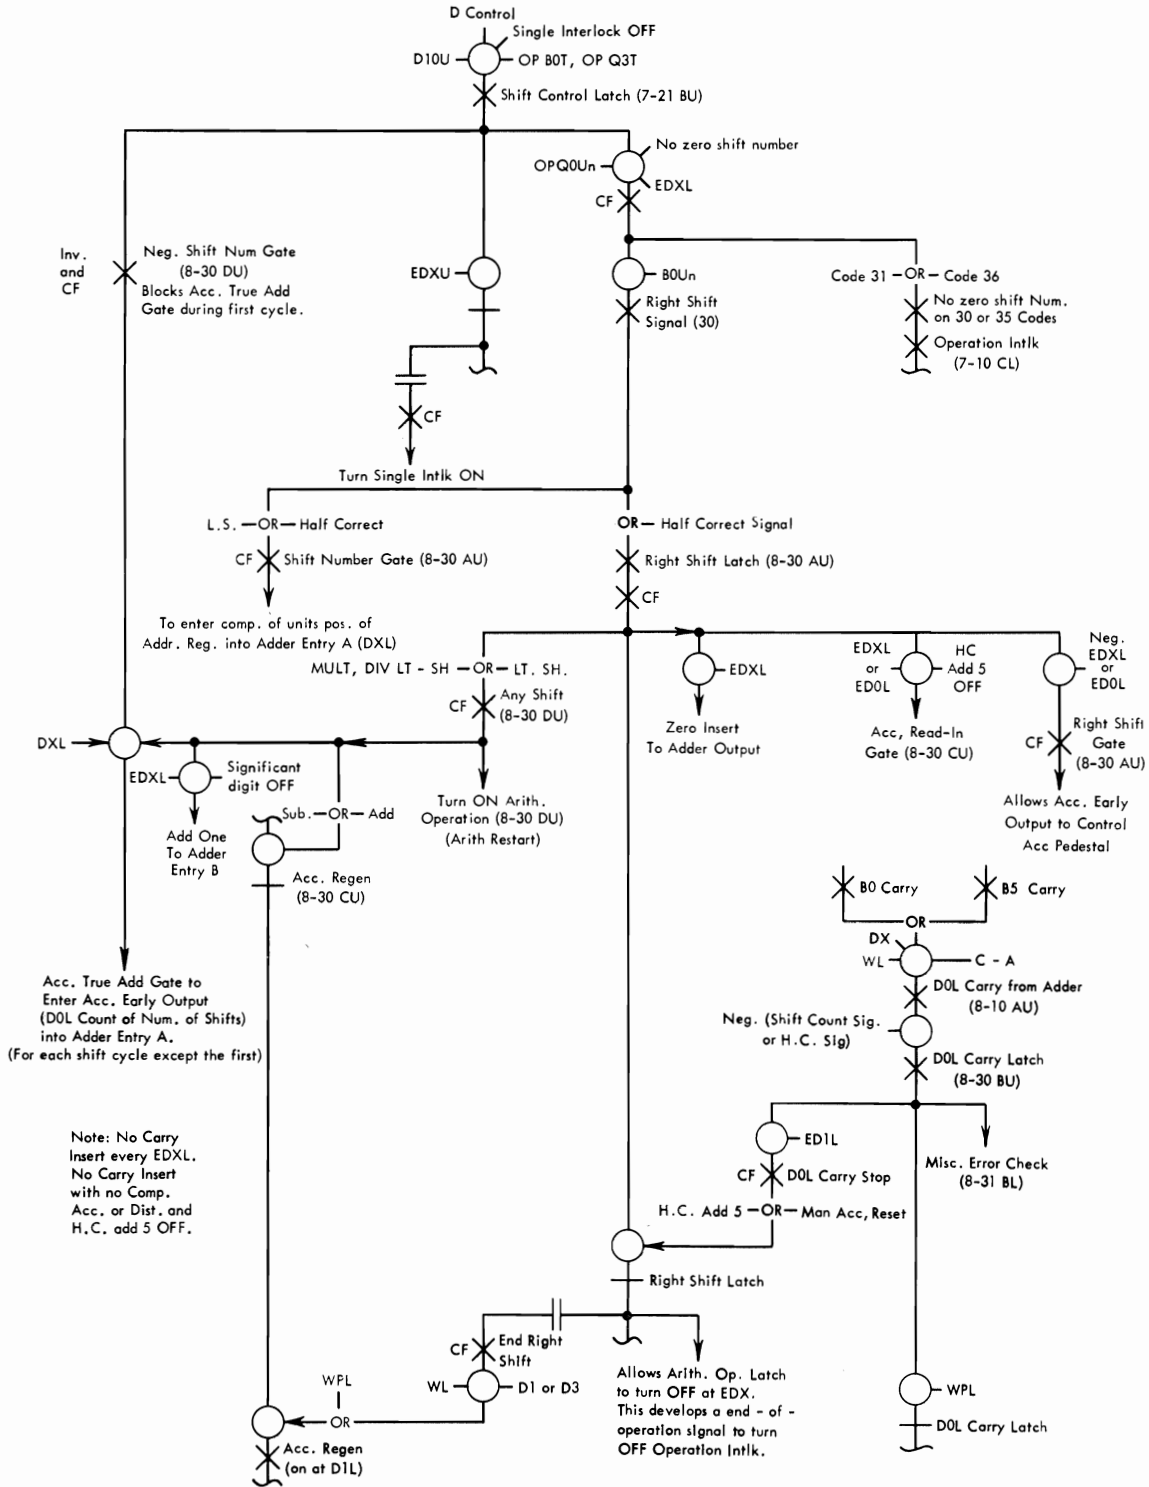 D Control
Single Interlock OFF
D10U
OP B0T, OP Q3T
Shift Control Latch (7-21 BU)
No zero shift number
OPQ0Un
EDXL
CF
Inv.
and
CF
Neg. Shift Num Gate
(8-30 DU)
Blocks Acc. True Add
Gate during first cycle.
EDXU
B0Un
Code 31 - OR - Code 36
Right Shift
Signal (30)
No zero shift Num.
on 30 or 35 Codes
Operation Intlk
(7-10 CL)
CF
Turn Single Intlk ON
L.S. - OR - Half Correct
OR - Half Correct Signal
CF
Shift Number Gate (8-30 AU)
Right Shift Latch (8-30 AU)
CF
To enter comp. of units pos. of
Addr. Reg. into Adder Entry A (DXL)
MULT, DIV LT - SH - OR - LT. SH.
EDXL
EDXL
or
ED0L
HC
Add 5
OFF
Neg.
EDXL
or
ED0L
CF
Any Shift
(8-30 DU)
Zero Insert
To Adder Output
Acc, Read-In
Gate (8-30 CU)
CF
Right Shift
Gate
(8-30 AU)
DXL
EDXL
Significant
digit OFF
Turn ON Arith.
Operation (8-30 DU)
(Arith Restart)
Allows Acc. Early
Output to Control
Acc Pedestal
Add One
To Adder
Entry B
Sub. - OR - Add
Acc. Regen
(8-30 CU)
B0 Carry
B5 Carry
OR
DX
WL
C - A
D0L Carry from Adder
(8-10 AU)
Acc. True Add Gate to
Enter Acc. Early Output
(D0L Count of Num. of Shifts)
into Adder Entry A.
(For each shift cycle except the first)
Neg. (Shift Count Sig.
or H.C. Sig)
D0L Carry Latch
(8-30 BU)
Note: No Carry
Insert every EDXL.
No Carry Insert
with no Comp.
Acc. or Dist. and
H.C. add 5 OFF.
ED1L
CF
D0L Carry Stop
Misc. Error Check
(8-31 BL)
H.C. Add 5 - OR - Man Acc, Reset
Right Shift Latch
CF
End Right
Shift
WL
D1 or D3
Allows Arith. Op. Latch
to turn OFF at EDX.
This develops a end - of -
operation signal to turn
OFF Operation Intlk.
WPL
OR
WPL
D0L Carry Latch
Acc. Regen
(on at D1L)